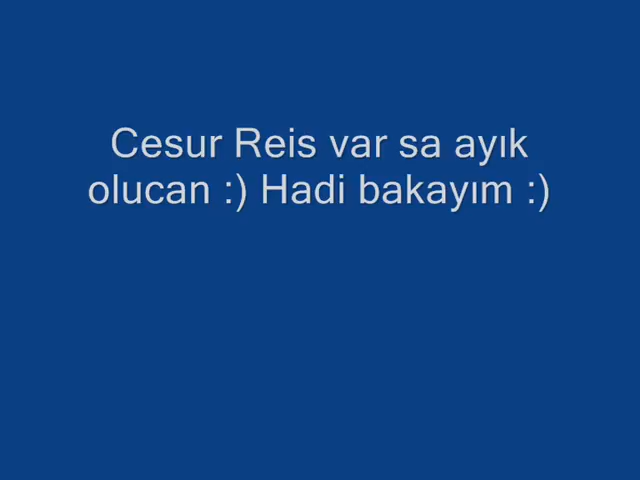 Cesur Reis var sa ayık
olucan :) Hadi bakayım :)